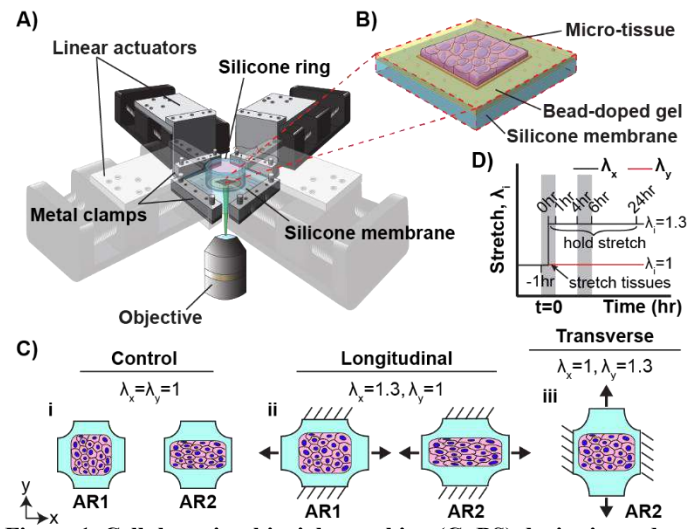 A)
Linear actuators
Silicone ring
Metal clamps
Silicone membrane
Objective
B)
Micro-tissue
Bead-doped gel
Silicone membrane
D)
λx λy
Stretch, λi
0hr
1hr
4hr
6hr
24hr
λi=1.3
hold stretch
λi=1
-1hr
stretch tissues
t=0 Time (hr)
C)
Control
λx=λy=1
Longitudinal
λx=1.3, λy=1
Transverse
λx=1, λy=1.3
i
ii
iii
AR1
AR2
AR1
AR2
AR2
y
x